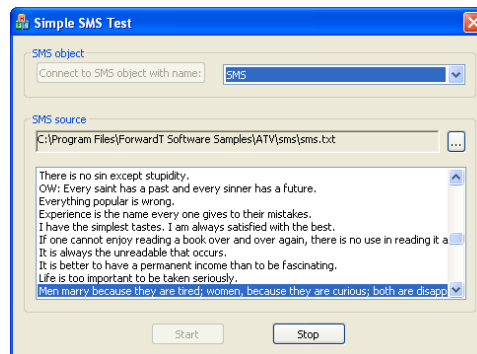 Simple SMS Test
SMS object
Connect to SMS object with name:
SMS
SMS source
C:\Program Files\ForwardT Software Samples\ATV\sms\sms.txt
...
There is no sin except stupidity.
OW: Every saint has a past and every sinner has a future.
Everything popular is wrong.
Experience is the name every one gives to their mistakes.
I have the simplest tastes. I am always satisfied with the best.
If one cannot enjoy reading a book over and over again, there is no use in reading it a
It is always the unreadable that occurs.
It is better to have a permanent income than to be fascinating.
Life is too important to be taken seriously.
Men marry because they are tired; women, because they are curious; both are disapp
Start
Stop